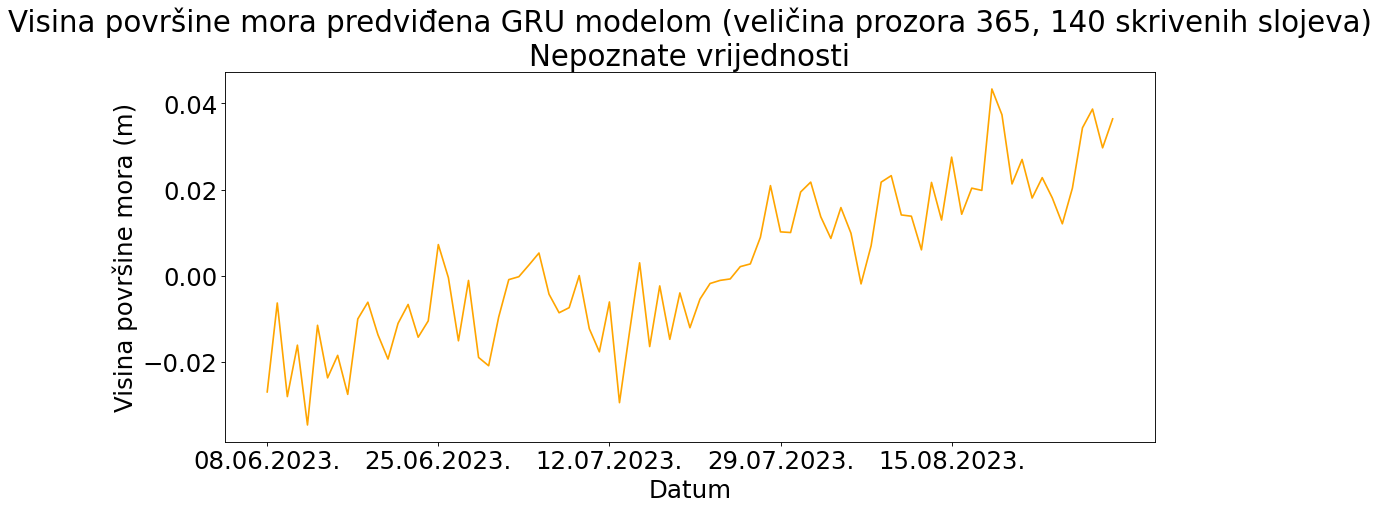 Visina površine mora predviđena GRU modelom (veličina prozora 365, 140 skrivenih slojeva)
Nepoznate vrijednosti
Visina površine mora (m)
0.04
0.02
0.00
−0.02
08.06.2023. 25.06.2023. 12.07.2023. 29.07.2023. 15.08.2023.
Datum